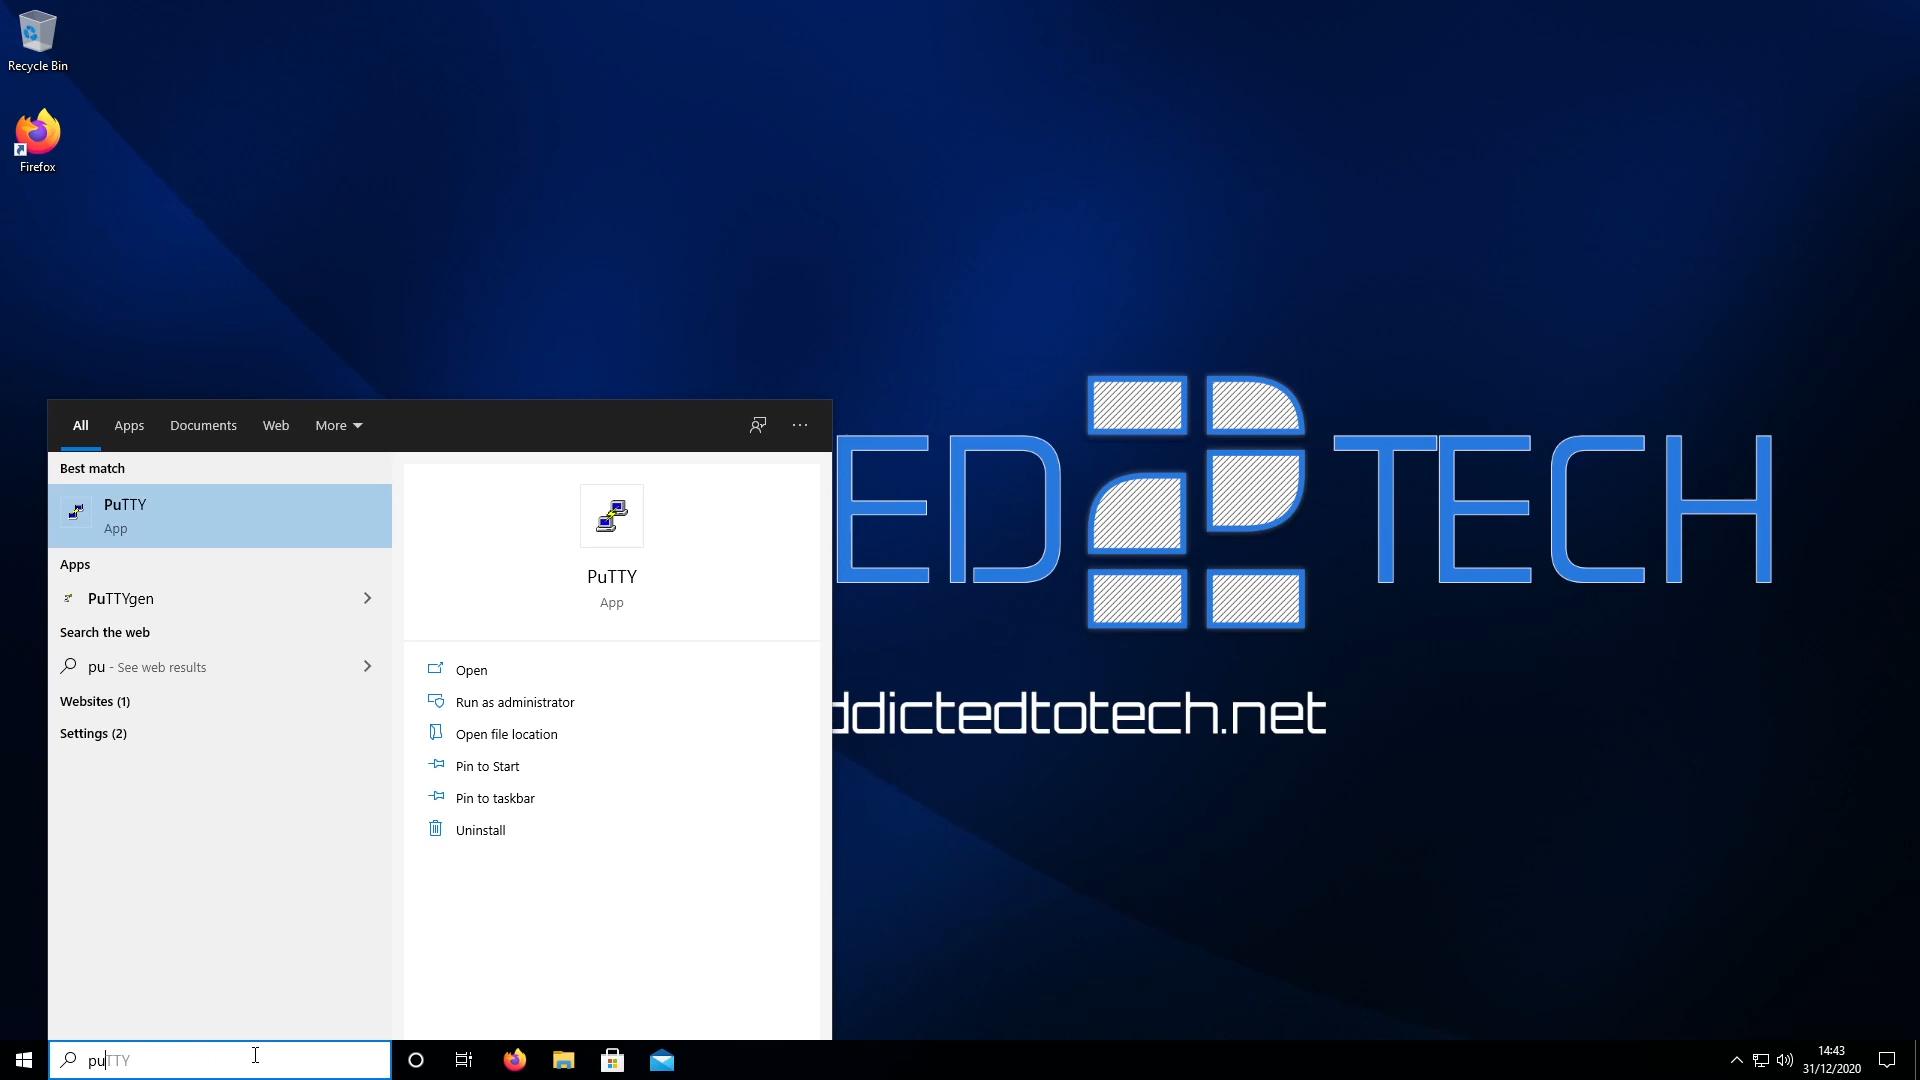 Recycle Bin
Firefox
All Apps Documents Web More
Best match
PuTTY
App
Apps
PuTTYgen
Search the web
pu - See web results
Websites (1)
Settings (2)
PuTTY
App
Open
Run as administrator
Open file location
Pin to Start
Pin to taskbar
Uninstall
ED TECH
ddictedtotech.net
puTTY
14:43
31/12/2020